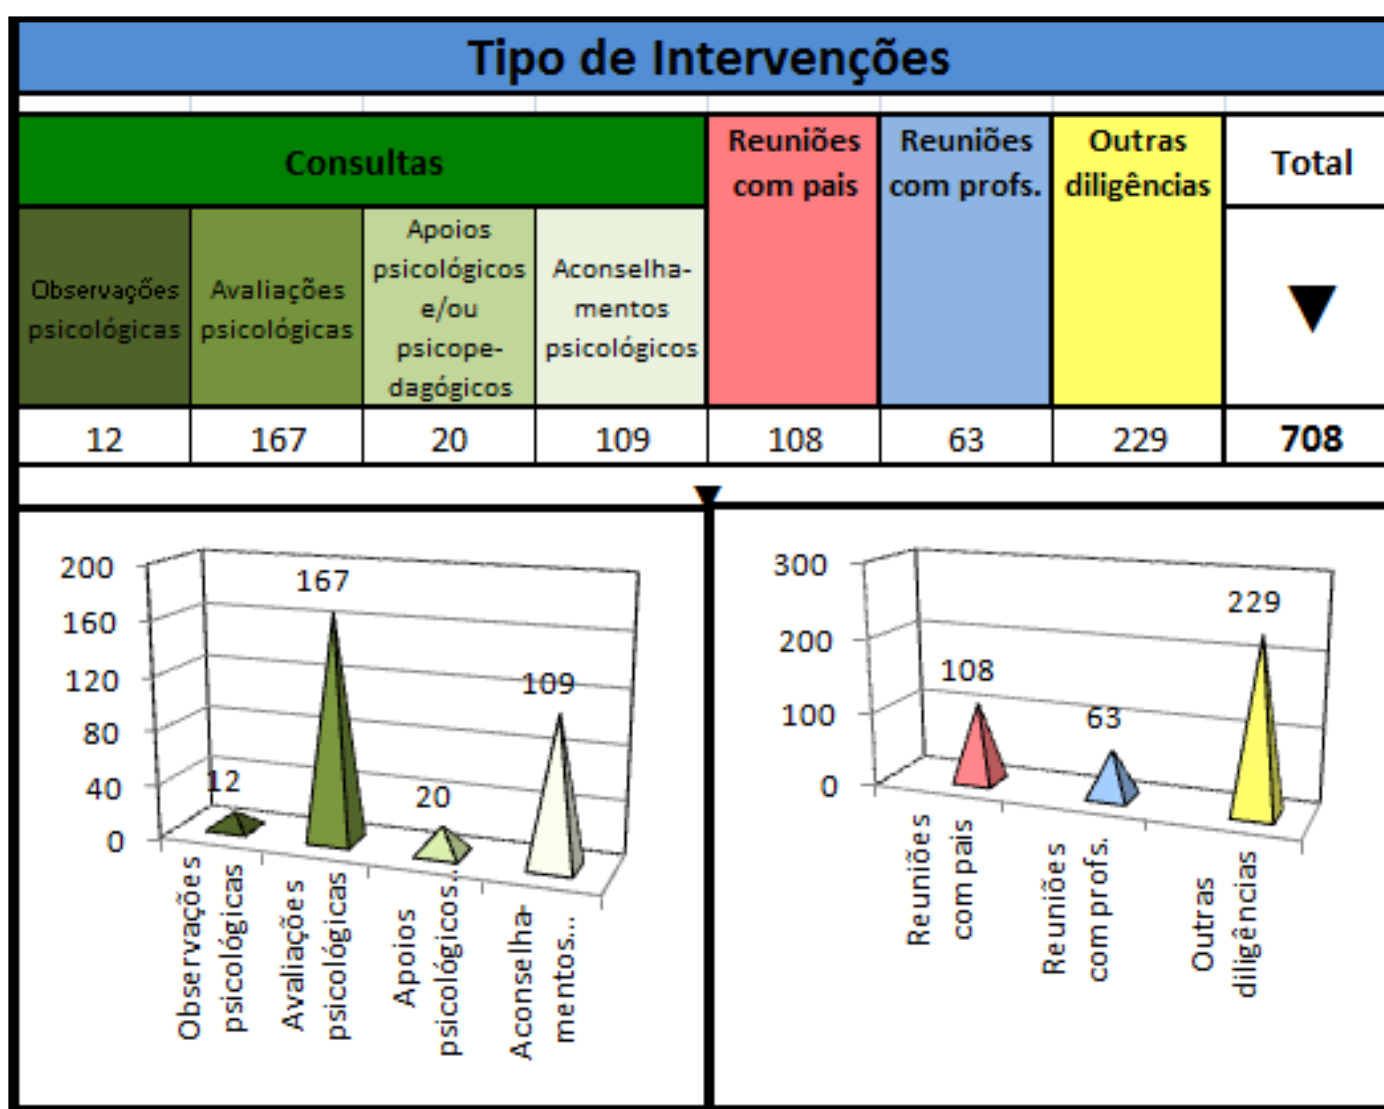 Tipo de Intervenções
Consultas
Reuniões
com pais
Reuniões
com profs.
Outras
diligências
Total
Observações
psicológicas
Avaliações
psicológicas
Apoios
psicológicos
e/ou
psicope-
dagógicos
Aconselha-
mentos
psicológicos
▼
12 167 20 109 108 63 229 708
▼
200
160
120
80
40
0
12
167
20
109
Observações
psicológicas
Avaliações
psicológicas
Apoios
psicológicos...
Aconselha-
mentos...
300
200
100
0
108
63
229
Reuniões
com pais
Reuniões
com profs.
Outras
diligências